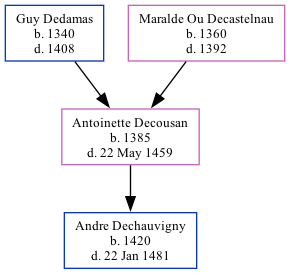 Guy Dedamas
b. 1340
d. 1408
Maralde Ou Decastelnau
b. 1360
d. 1392
Antoinette Decousan
b. 1385
d. 22 May 1459
Andre Dechauvigny
b. 1420
d. 22 Jan 1481